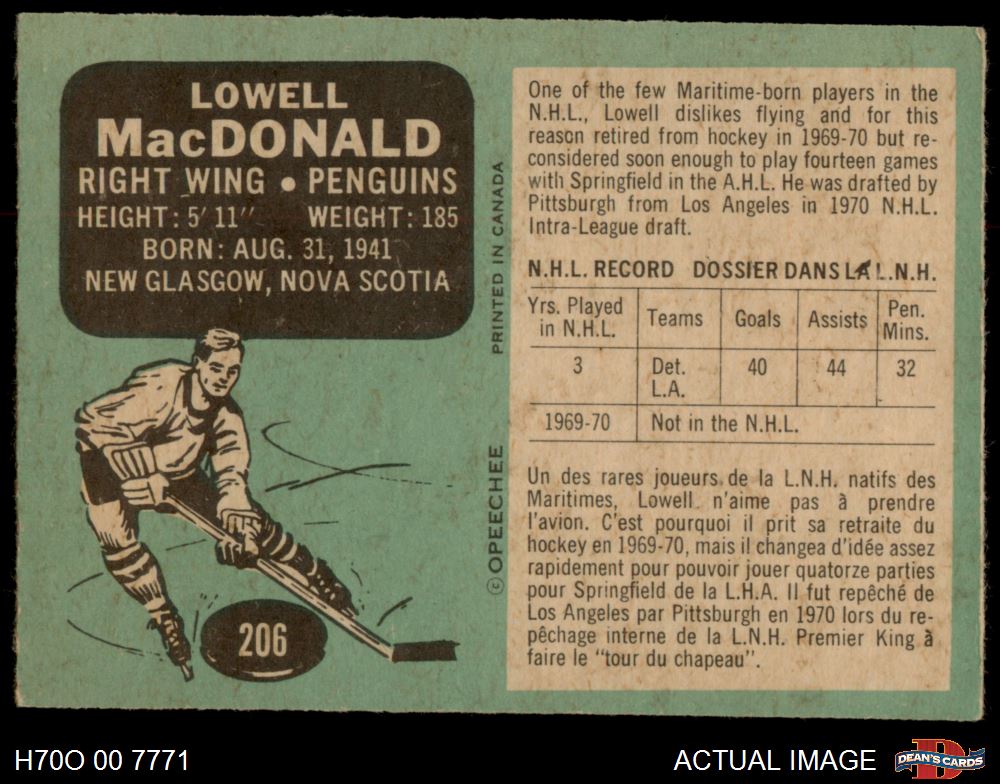 LOWELL
MacDONALD
RIGHT WING • PENGUINS
HEIGHT: 5' 11" WEIGHT: 185
BORN: AUG. 31, 1941
NEW GLASGOW, NOVA SCOTIA
206
© OPEECHEE PRINTED IN CANADA
One of the few Maritime-born players in the
N.H.L., Lowell dislikes flying and for this
reason retired from hockey in 1969-70 but re-
considered soon enough to play fourteen games
with Springfield in the A.H.L. He was drafted by
Pittsburgh from Los Angeles in 1970 N.H.L.
Intra-League draft.
N.H.L. RECORD DOSSIER DANS LA L.N.H.
Yrs. Played
in N.H.L.
Teams
Goals
Assists
Pen.
Mins.
3
Det.
L.A.
40
44
32
1969-70
Not in the N.H.L.
Un des rares joueurs de la L.N.H. natifs des
Maritimes, Lowell n'aime pas à prendre
l'avion. C'est pourquoi il prit sa retraite du
hockey en 1969-70, mais il changea d'idée assez
rapidement pour pouvoir jouer quatorze parties
pour Springfield de la L.H.A. Il fut repêché de
Los Angeles par Pittsburgh en 1970 lors du re-
pêchage interne de la L.N.H. Premier King à
faire le "tour du chapeau".
H70O 00 7771
ACTUAL IMAGE
DEAN'S CARDS